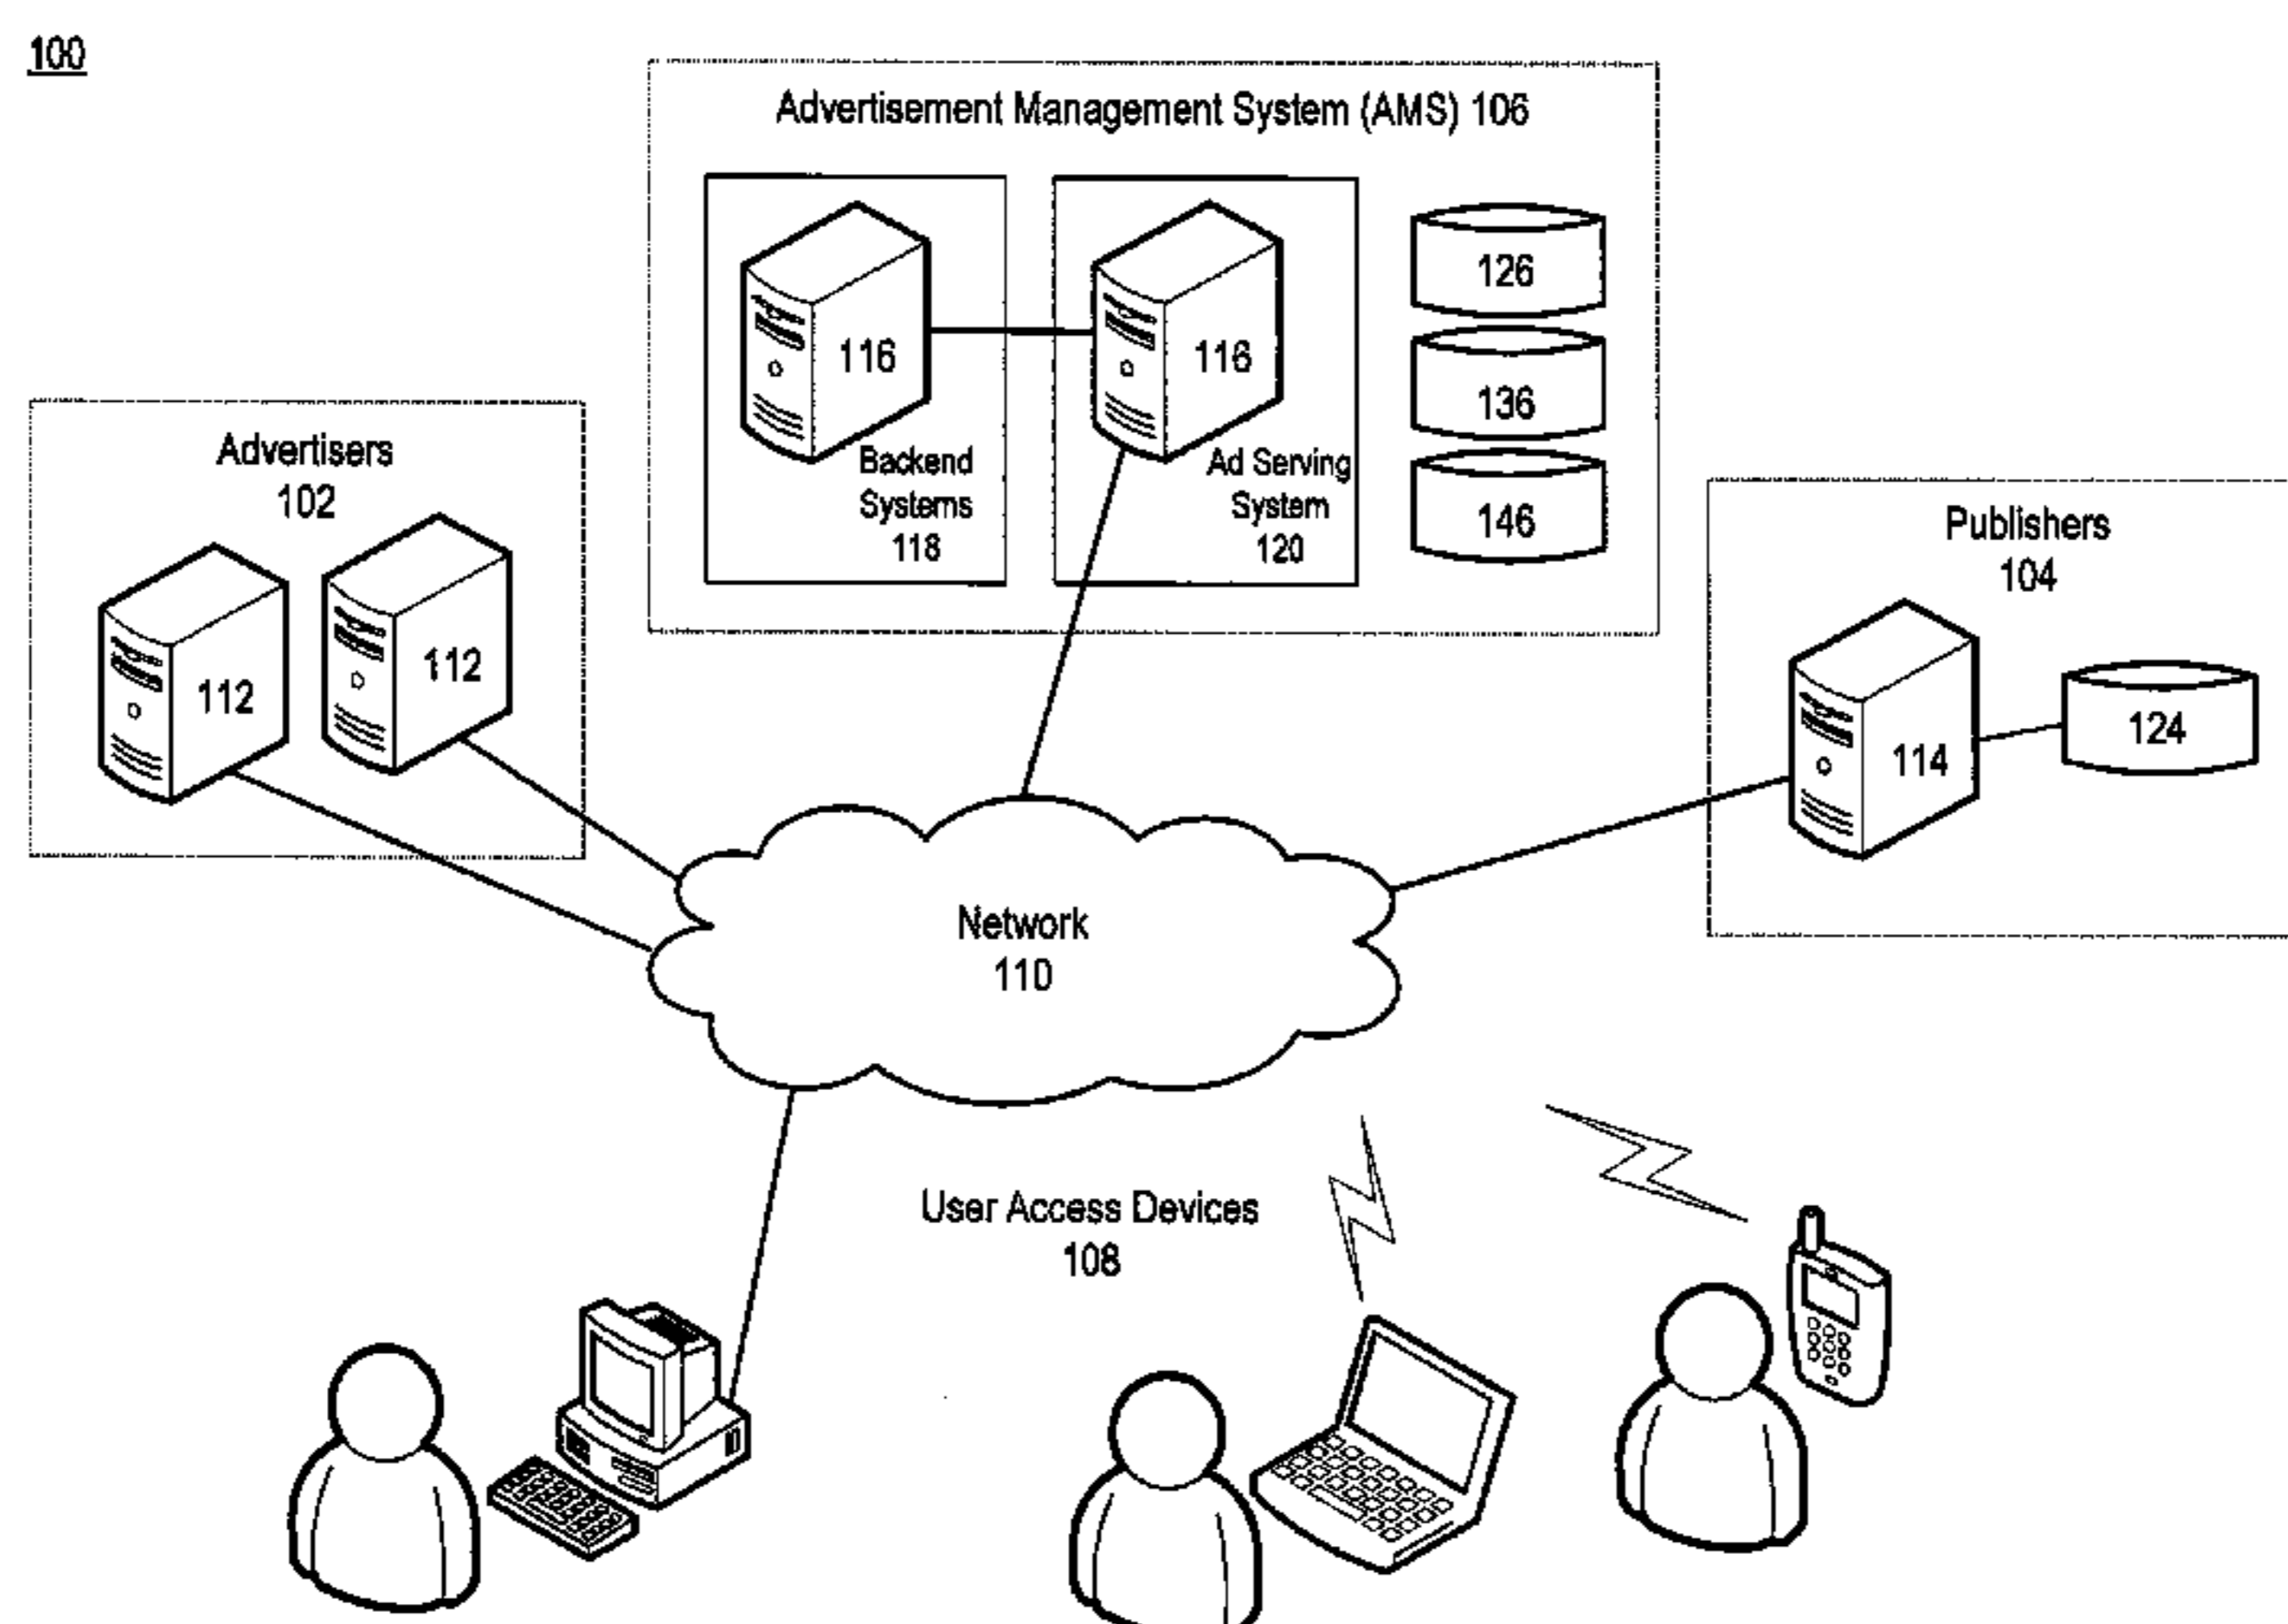 100
Advertisement Management System (AMS) 106
116
116
126
136
146
Backend
Systems
118
Ad Serving
System
120
Advertisers
102
112
112
Publishers
104
114
124
Network
110
User Access Devices
108